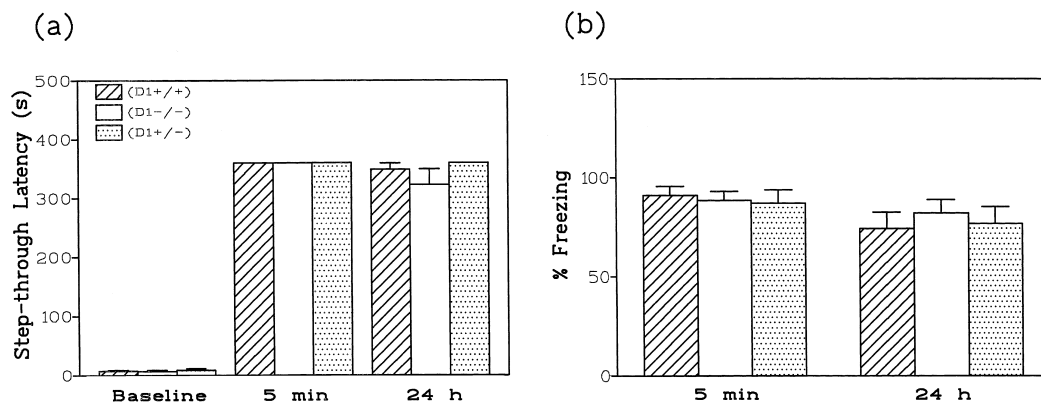 (a)
Step-through Latency (s)
500
400
300
200
100
0
(D1+/+)
(D1-/-)
(D1+/-)
Baseline
5 min
24 h
(b)
% Freezing
150
100
50
0
5 min
24 h